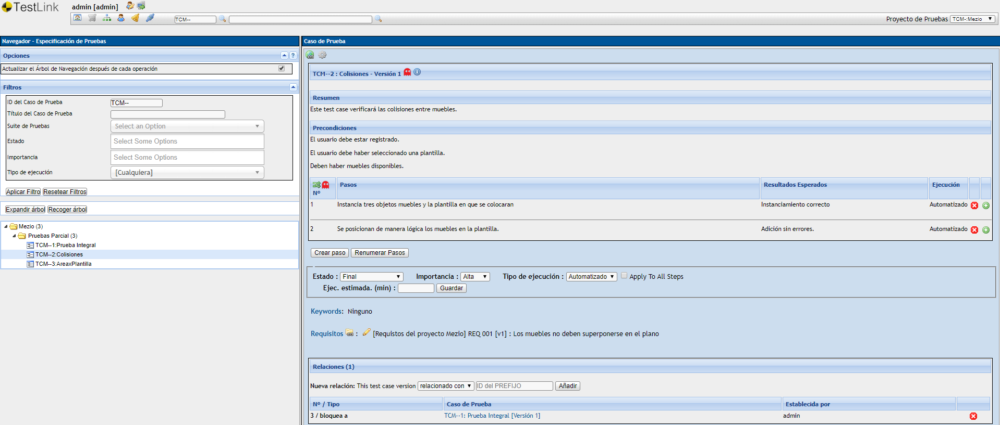 TestLink
admin [admin]
TCM--
Proyecto de Pruebas TCM-:Mezio
Navegador - Especificación de Pruebas
Opciones
?
Actualizar el Árbol de Navegación después de cada operación
Filtros
ID del Caso de Prueba TCM--
Título del Caso de Prueba
Suite de Pruebas Select an Option
Estado Select Some Options
Importancia Select Some Options
Tipo de ejecución [Cualquiera]
Aplicar Filtro Resetear Filtros
Expandir árbol Recoger árbol
Mezio (3)
Pruebas Parcial (3)
TCM--1:Prueba Integral
TCM--2:Colisiones
TCM--3:AreaxPlantilla
Caso de Prueba
TCM--2 : Colisiones - Versión 1
Resumen
Este test case verificará las colisiones entre muebles.
Precondiciones
El usuario debe estar registrado.
El usuario debe haber seleccionado una plantilla.
Deben haber muebles disponibles.
Nº Pasos Resultados Esperados Ejecución
1 Instancia tres objetos muebles y la plantilla en que se colocaran Instanciamiento correcto Automatizado
2 Se posicionan de manera lógica los muebles en la plantilla. Adición sin errores. Automatizado
Crear paso Renumerar Pasos
Estado : Final Importancia : Alta Tipo de ejecución : Automatizado Apply To All Steps
Ejec. estimada. (min) : Guardar
Keywords: Ninguno
Requisitos : [Requistos del proyecto Mezio] REQ 001 [v1] : Los muebles no deben superponerse en el plano
Relaciones (1)
Nueva relación: This test case version relacionado con ID del PREFIJO Añadir
Nº / Tipo Caso de Prueba Establecida por
3 / bloquea a TCM--1: Prueba Integral [Versión 1] admin